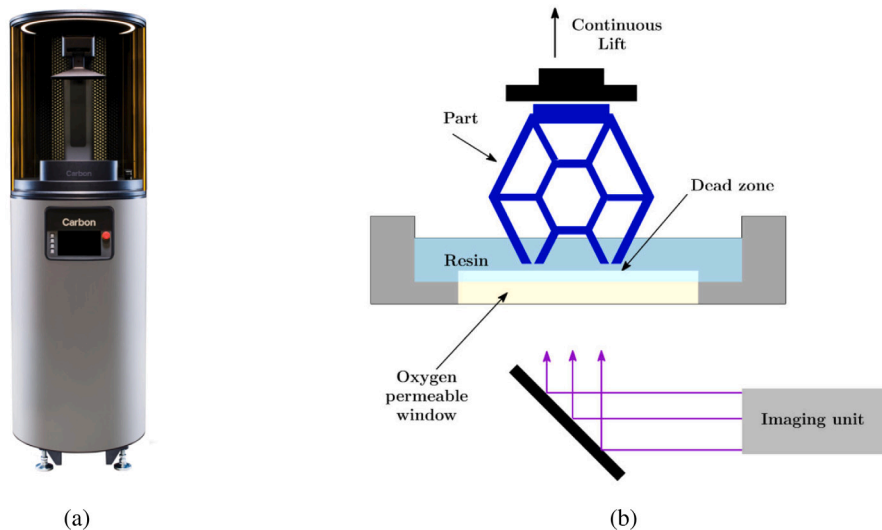 Continuous
Lift
Part
Dead zone
Carbon
Carbon
Resin
Oxygen
permeable
window
Imaging unit
(a)
(b)